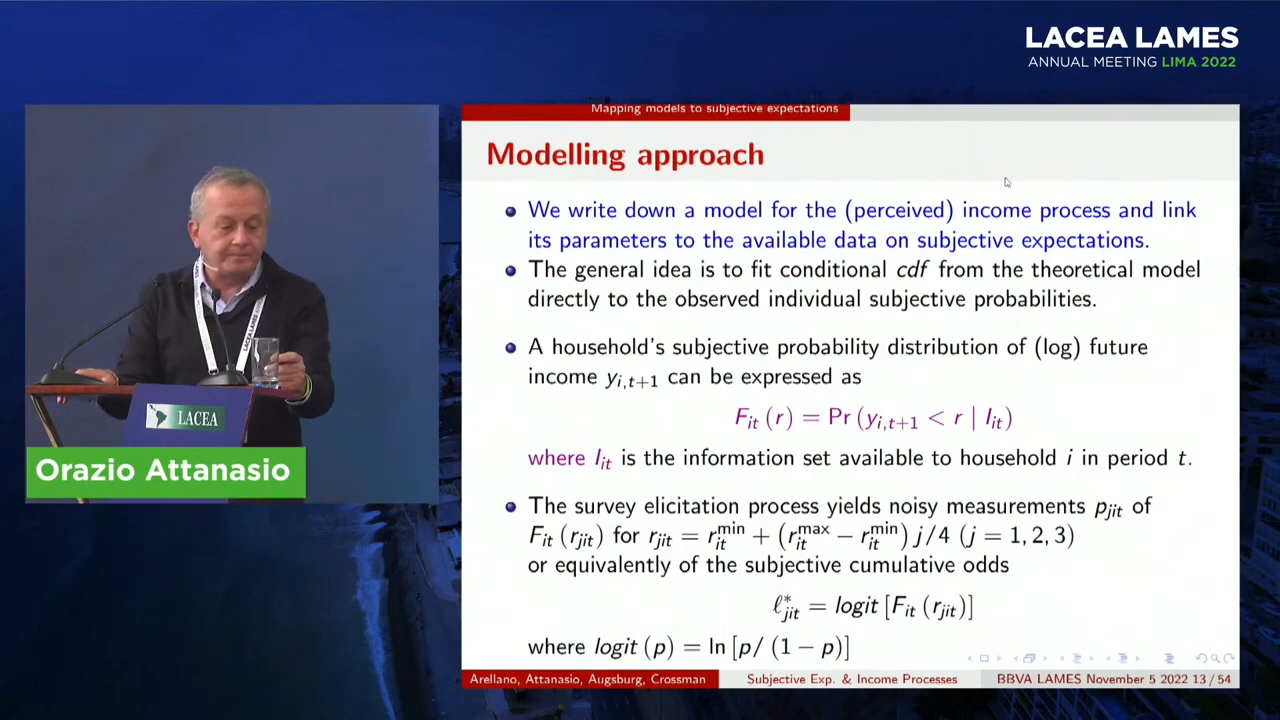 LACEA LAMES
ANNUAL MEETING LIMA 2022
Mapping models to subjective expectations
Modelling approach
We write down a model for the (perceived) income process and link
its parameters to the available data on subjective expectations.
The general idea is to fit conditional cdf from the theoretical model
directly to the observed individual subjective probabilities.
A household's subjective probability distribution of (log) future
income y_{i,t+1} can be expressed as
F_{it} (r) = Pr (y_{i,t+1} < r | I_{it})
where I_{it} is the information set available to household i in period t.
The survey elicitation process yields noisy measurements p_{jit} of
F_{it} (r_{jit}) for r_{jit} = r_{it}^{min} + (r_{it}^{max} − r_{it}^{min}) j/4 (j = 1, 2, 3)
or equivalently of the subjective cumulative odds
ℓ*_{jit} = logit [F_{it} (r_{jit})]
where logit (p) = ln [p/ (1 − p)]
Arellano, Attanasio, Augsburg, Crossman
Subjective Exp. & Income Processes
BBVA LAMES November 5 2022 13 / 54
LACEA LAMES
LACEA
Orazio Attanasio